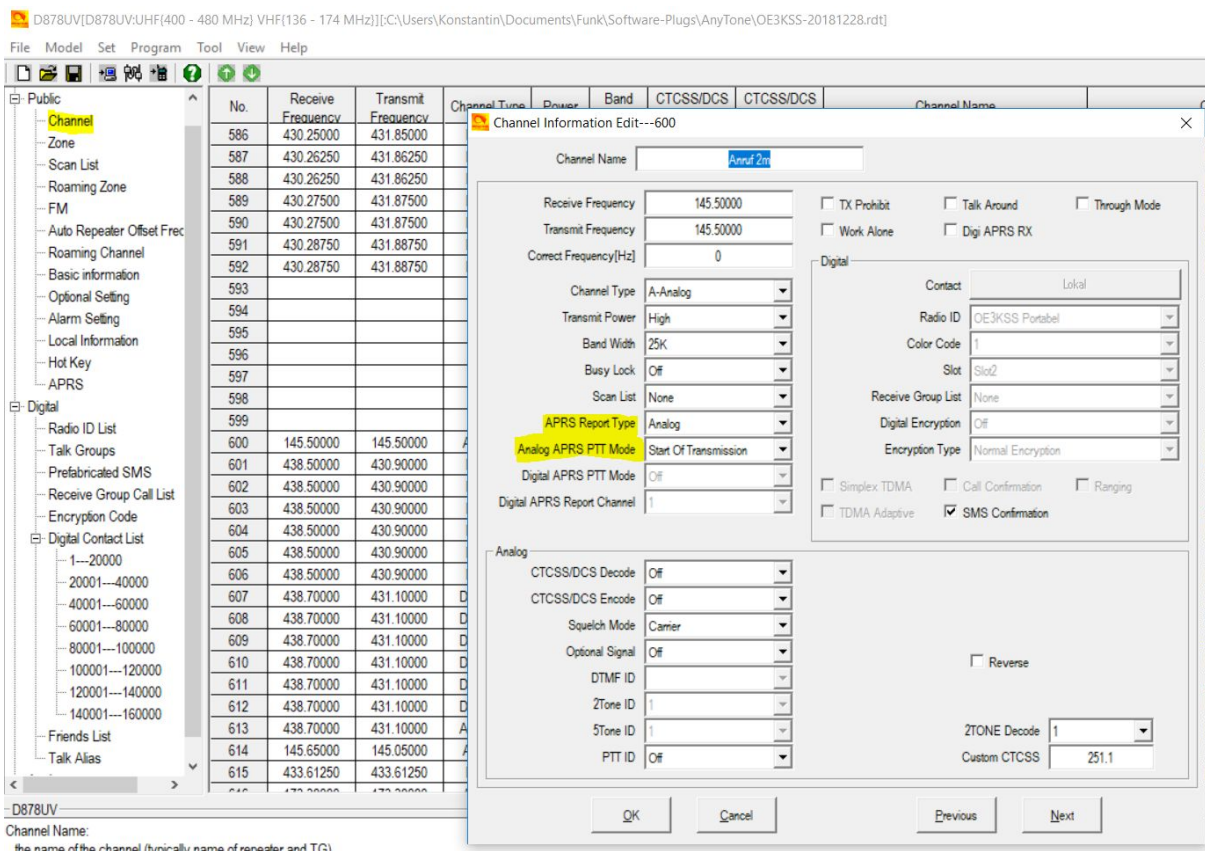 D878UV[D878UV:UHF{400 - 480 MHz} VHF{136 - 174 MHz}][:C:\Users\Konstantin\Documents\Funk\Software-Plugs\AnyTone\OE3KSS-20181228.rdt]
File Model Set Program Tool View Help
Public
Channel
Zone
Scan List
Roaming Zone
FM
Auto Repeater Offset Frec
Roaming Channel
Basic information
Optional Setting
Alarm Setting
Local Information
Hot Key
APRS
Digital
Radio ID List
Talk Groups
Prefabricated SMS
Receive Group Call List
Encryption Code
Digital Contact List
1---20000
20001---40000
40001---60000
60001---80000
80001---100000
100001---120000
120001---140000
140001---160000
Friends List
Talk Alias
No. Receive Frequency Transmit Frequency Channel Type Power Band CTCSS/DCS CTCSS/DCS Channel Name
586 430.25000 431.85000
587 430.26250 431.86250
588 430.26250 431.86250
589 430.27500 431.87500
590 430.27500 431.87500
591 430.28750 431.88750
592 430.28750 431.88750
593
594
595
596
597
598
599
600 145.50000 145.50000 A
601 438.50000 430.90000
602 438.50000 430.90000
603 438.50000 430.90000
604 438.50000 430.90000
605 438.50000 430.90000
606 438.50000 430.90000
607 438.70000 431.10000 D
608 438.70000 431.10000 D
609 438.70000 431.10000 D
610 438.70000 431.10000 D
611 438.70000 431.10000 D
612 438.70000 431.10000 D
613 438.70000 431.10000 A
614 145.65000 145.05000 A
615 433.61250 433.61250
Channel Information Edit---600
Channel Name Anruf 2m
Receive Frequency 145.50000
Transmit Frequency 145.50000
Correct Frequency[Hz] 0
Channel Type A-Analog
Transmit Power High
Band Width 25K
Busy Lock Off
Scan List None
APRS Report Type Analog
Analog APRS PTT Mode Start Of Transmission
Digital APRS PTT Mode Off
Digital APRS Report Channel 1
TX Prohibit Talk Around Through Mode
Work Alone Digi APRS RX
Digital
Contact Lokal
Radio ID OE3KSS Portabel
Color Code 1
Slot Slot2
Receive Group List None
Digital Encryption Off
Encryption Type Normal Encryption
Simplex TDMA Call Confirmation Ranging
TDMA Adaptive SMS Confirmation
Analog
CTCSS/DCS Decode Off
CTCSS/DCS Encode Off
Squelch Mode Carrier
Optional Signal Off
DTMF ID
2Tone ID 1
5Tone ID 1
PTT ID Off
Reverse
2TONE Decode 1
Custom CTCSS 251.1
OK Cancel Previous Next
D878UV
Channel Name:
the name of the channel (typically name of repeater and TG)